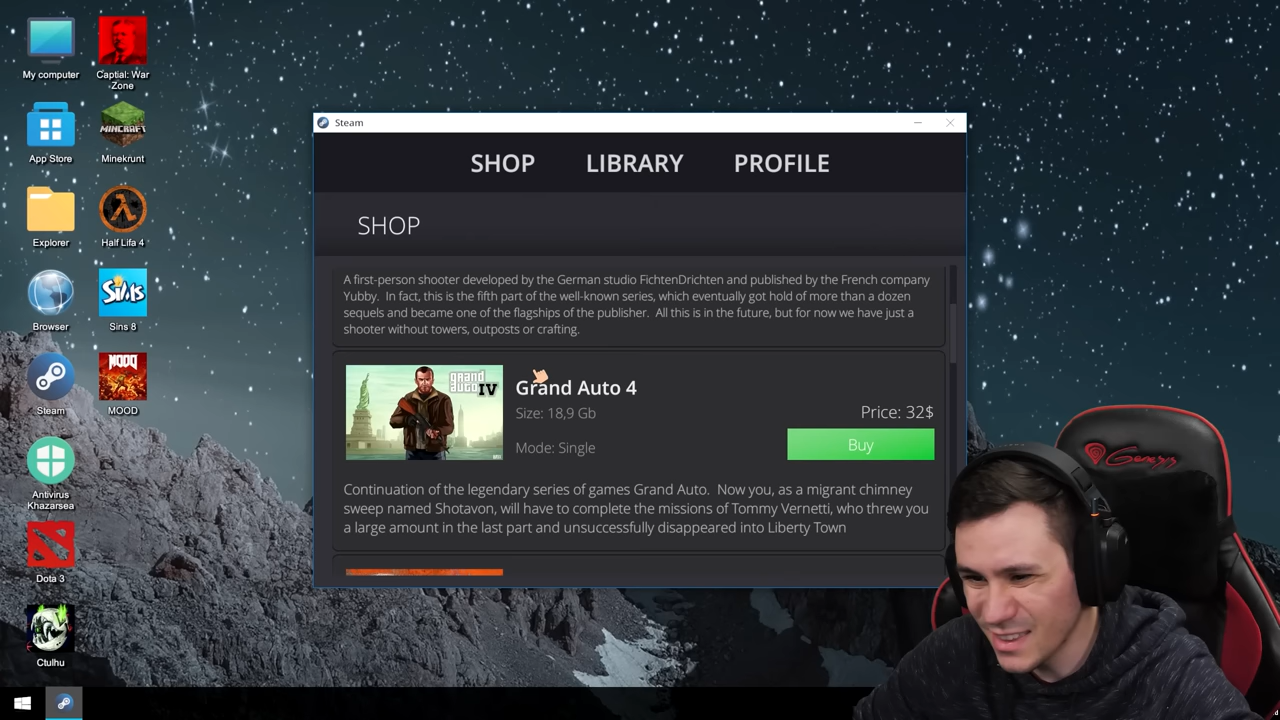 My computer
Captial: War
Zone
App Store
MINECRAFT
Minekrunt
Explorer
Half Lifa 4
Browser
Sins 8
Steam
MOOD
MOOD
Antivirus
Khazarsea
Dota 3
Ctulhu
Steam
SHOP LIBRARY PROFILE
SHOP
A first-person shooter developed by the German studio FichtenDrichten and published by the French company
Yubby. In fact, this is the fifth part of the well-known series, which eventually got hold of more than a dozen
sequels and became one of the flagships of the publisher. All this is in the future, but for now we have just a
shooter without towers, outposts or crafting.
grand
auto IV
Grand Auto 4
Size: 18,9 Gb
Mode: Single
Price: 32$
Buy
Continuation of the legendary series of games Grand Auto. Now you, as a migrant chimney
sweep named Shotavon, will have to complete the missions of Tommy Vernetti, who threw you
a large amount in the last part and unsuccessfully disappeared into Liberty Town
Genesis